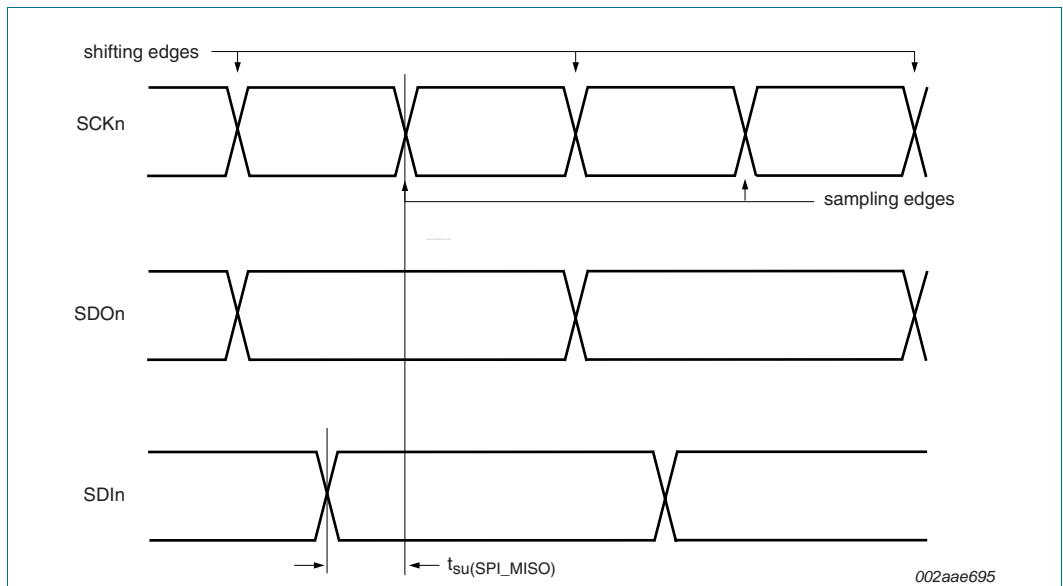 shifting edges
SCKn
sampling edges
SDOn
SDIn
tsu(SPI_MISO)
002aae695